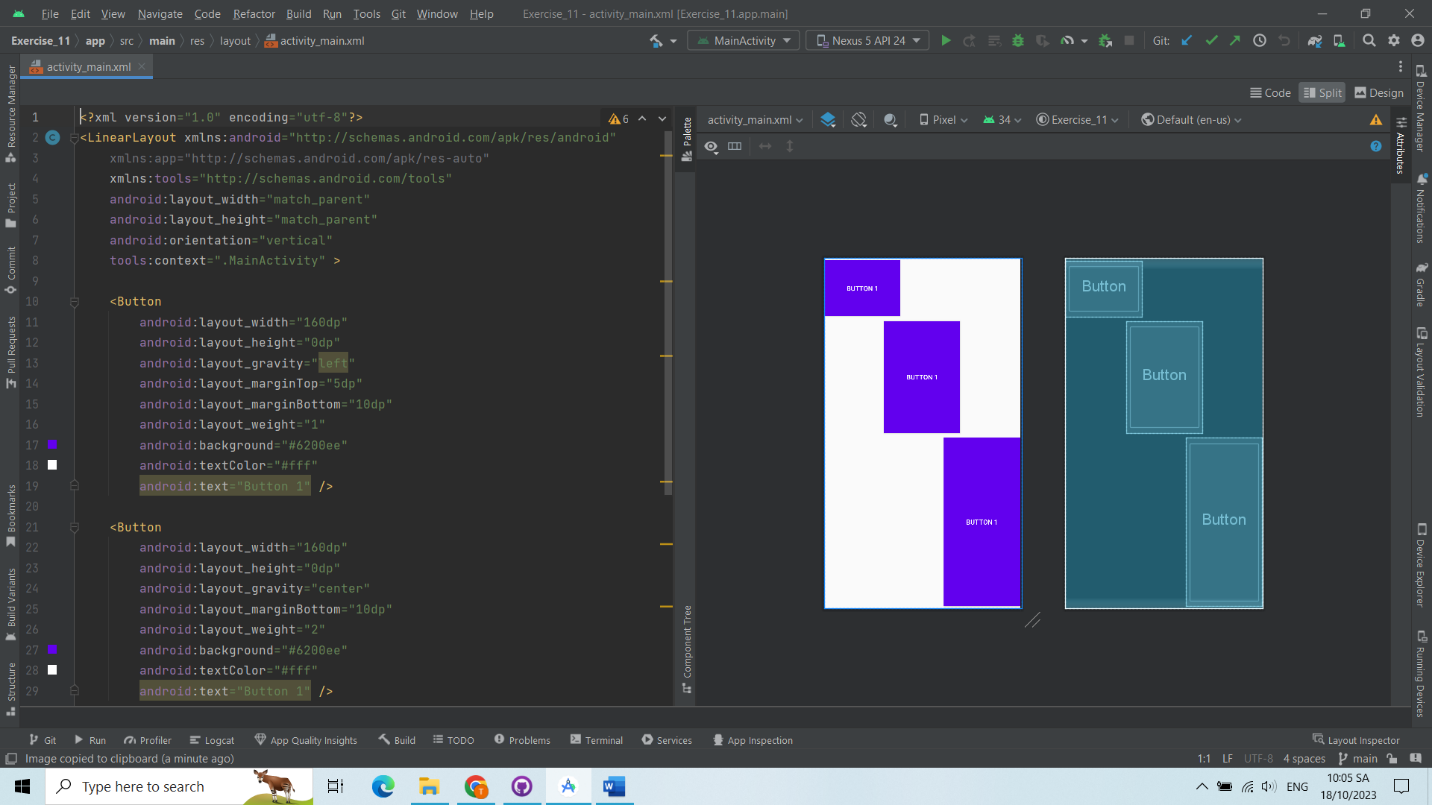 File Edit View Navigate Code Refactor Build Run Tools Git Window Help Exercise_11 - activity_main.xml [Exercise_11.app.main]
Exercise_11 app src main res layout activity_main.xml MainActivity Nexus 5 API 24 Git:
activity_main.xml
Code Split Design
Resource Manager
Project
Commit
Pull Requests
Bookmarks
Build Variants
Structure
1 <?xml version="1.0" encoding="utf-8"?> 6
2 <LinearLayout xmlns:android="http://schemas.android.com/apk/res/android"
3 xmlns:app="http://schemas.android.com/apk/res-auto"
4 xmlns:tools="http://schemas.android.com/tools"
5 android:layout_width="match_parent"
6 android:layout_height="match_parent"
7 android:orientation="vertical"
8 tools:context=".MainActivity" >
9
10 <Button
11 android:layout_width="160dp"
12 android:layout_height="0dp"
13 android:layout_gravity="left"
14 android:layout_marginTop="5dp"
15 android:layout_marginBottom="10dp"
16 android:layout_weight="1"
17 android:background="#6200ee"
18 android:textColor="#fff"
19 android:text="Button 1" />
20
21 <Button
22 android:layout_width="160dp"
23 android:layout_height="0dp"
24 android:layout_gravity="center"
25 android:layout_marginBottom="10dp"
26 android:layout_weight="2"
27 android:background="#6200ee"
28 android:textColor="#fff"
29 android:text="Button 1" />
Palette
Component Tree
activity_main.xml Pixel 34 Exercise_11 Default (en-us)
BUTTON 1
BUTTON 1
BUTTON 1
Button
Button
Button
Attributes
Device Manager
Notifications
Gradle
Layout Validation
Device Explorer
Running Devices
Git Run Profiler Logcat App Quality Insights Build TODO Problems Terminal Services App Inspection Layout Inspector
Image copied to clipboard (a minute ago) 1:1 LF UTF-8 4 spaces main
Type here to search ENG 10:05 SA
18/10/2023